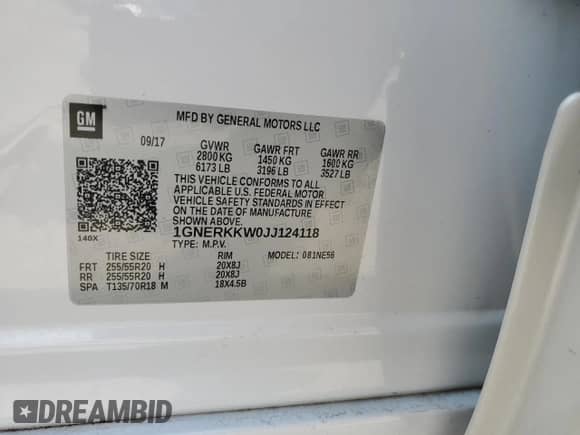 GM
MFD BY GENERAL MOTORS LLC
09/17 GVWR GAWR FRT GAWR RR
2800 KG 1450 KG 1600 KG
6173 LB 3196 LB 3527 LB
THIS VEHICLE CONFORMS TO ALL
APPLICABLE U.S. FEDERAL MOTOR
VEHICLE SAFETY STANDARDS IN EFFECT
ON THE DATE OF MANUFACTURE
SHOWN ABOVE.
1GNERKKW0JJ124118
140X
TYPE: M.P.V. MODEL: 081NE56
TIRE SIZE RIM
FRT 255/55R20 H 20X8J
RR 255/55R20 H 20X8J
SPA T135/70R18 M 18X4.5B
DREAMBID